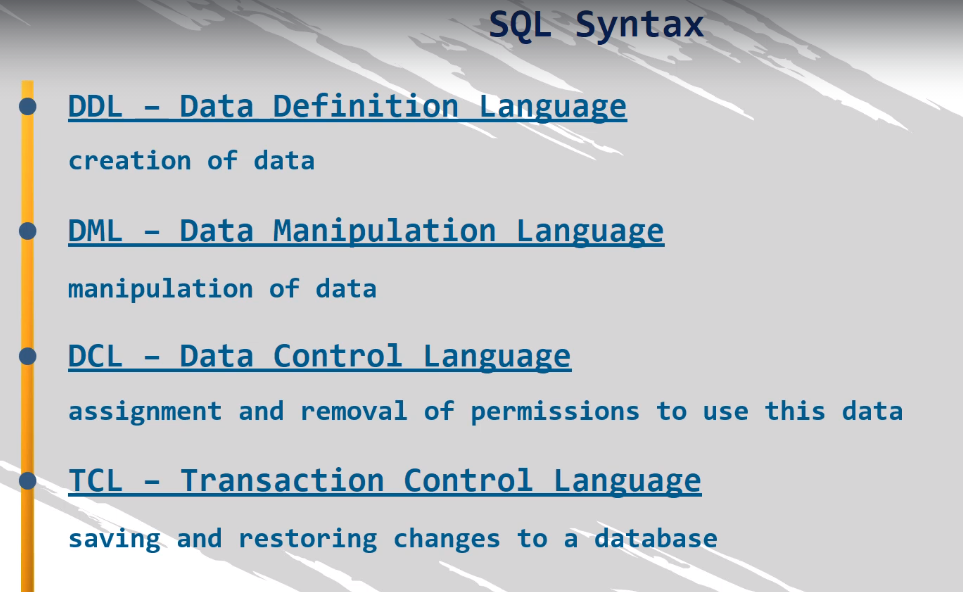 SQL Syntax
DDL – Data Definition Language
creation of data
DML – Data Manipulation Language
manipulation of data
DCL – Data Control Language
assignment and removal of permissions to use this data
TCL – Transaction Control Language
saving and restoring changes to a database